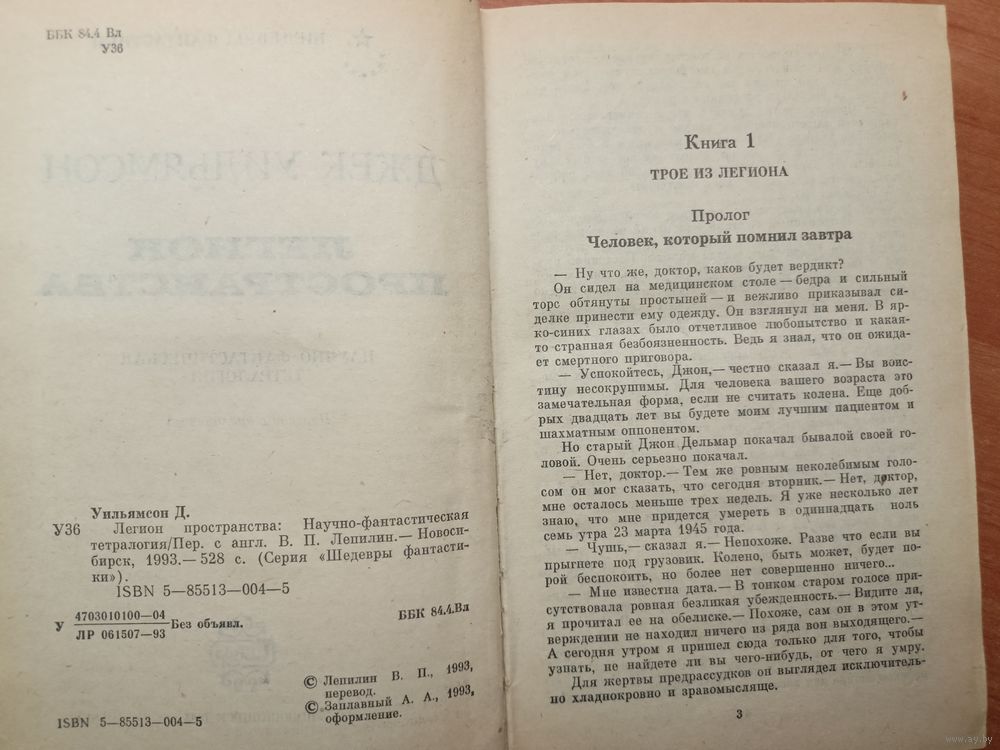 ББК 84.4 Вл
У36
Уильямсон Д.
У36 Легион пространства: Научно-фантастическая
тетралогия/Пер. с англ. В. П. Лепилин.— Новоси-
бирск, 1993.— 528 с. (Серия «Шедевры фантасти-
ки»).
ISBN 5—85513—004—5
У 4703010100—04 Без объявл.
ЛР 061507—93
ББК 84.4.Вл
© Лепилин В. П., 1993,
перевод.
© Заплавный А. А., 1993,
оформление.
ISBN 5—85513—004—5
Книга 1
ТРОЕ ИЗ ЛЕГИОНА
Пролог
Человек, который помнил завтра
— Ну что же, доктор, каков будет вердикт?
Он сидел на медицинском столе — бедра и сильный
торс обтянуты простыней — и вежливо приказывал си-
делке принести ему одежду. Он взглянул на меня. В яр-
ко-синих глазах было отчетливое любопытство и какая-
то странная безбоязненность. Ведь я знал, что он ожида-
ет смертного приговора.
— Успокойтесь, Джон,— честно сказал я.— Вы воис-
тину несокрушимы. Для человека вашего возраста это
замечательная форма, если не считать колена. Еще доб-
рых двадцать лет вы будете моим лучшим пациентом и
шахматным оппонентом.
Но старый Джон Дельмар покачал бывалой своей го-
ловой. Очень серьезно покачал.
— Нет, доктор.— Тем же ровным неколебимым голо-
сом он мог сказать, что сегодня вторник.— Нет, доктор,
мне осталось меньше трех недель. Я уже несколько лет
знаю, что мне придется умереть в одиннадцать ноль
семь утра 23 марта 1945 года.
— Чушь,— сказал я.— Непохоже. Разве что если вы
прыгнете под грузовик. Колено, быть может, будет по-
рой беспокоить, но более нет совершенно ничего...
— Мне известна дата.— В тонком старом голосе при-
сутствовала ровная безликая убежденность.— Видите ли,
я прочитал ее на обелиске.— Похоже, сам он в этом ут-
верждении не находил ничего из ряда вон выходящего.—
А сегодня утром я пришел сюда только для того, чтобы
узнать, не найдете ли вы чего-нибудь, от чего я умру.
Для жертвы предрассудков он выглядел исключитель-
но хладнокровно и зравомысляще.
3
www.ay.by